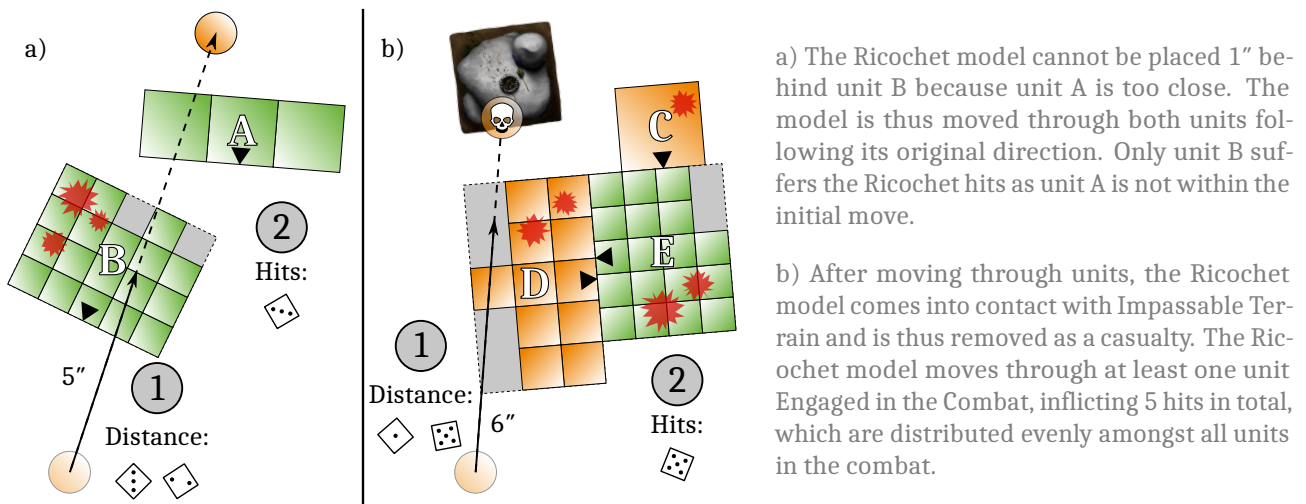 a)
A
B
2
Hits:
5″
1
Distance:
b)
C
D
E
1
Distance:
6″
2
Hits:
a) The Ricochet model cannot be placed 1″ be-
hind unit B because unit A is too close. The
model is thus moved through both units fol-
lowing its original direction. Only unit B suf-
fers the Ricochet hits as unit A is not within the
initial move.
b) After moving through units, the Ricochet
model comes into contact with Impassable Ter-
rain and is thus removed as a casualty. The Ric-
ochet model moves through at least one unit
Engaged in the Combat, inflicting 5 hits in total,
which are distributed evenly amongst all units
in the combat.